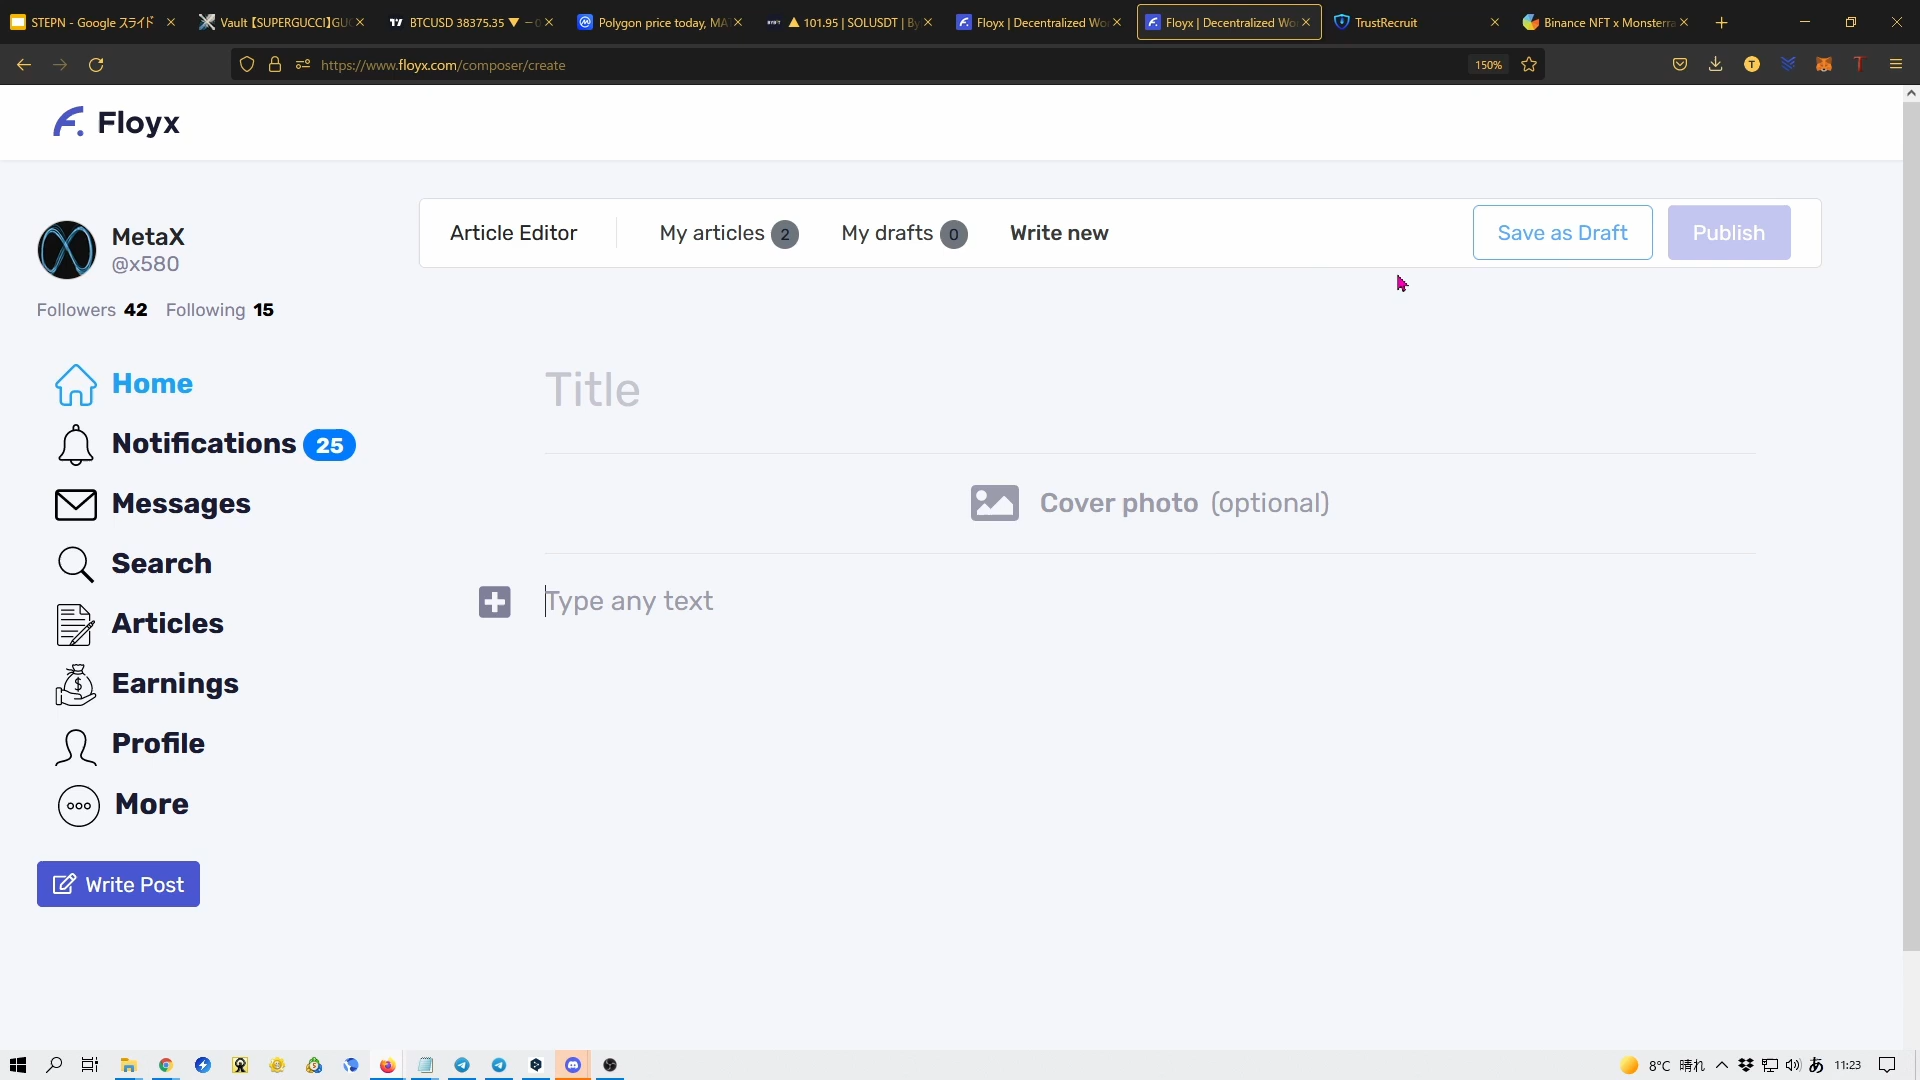 STEPN - Google スライド
Vault【SUPERGUCCI】
BTCUSD 38375.35 ▼
Polygon price today, MA
▲ 101.95 | SOLUSDT | By
Floyx | Decentralized Wo
Floyx | Decentralized Wo
TrustRecruit
Binance NFT x Monsterra
https://www.floyx.com/composer/create
150%
Floyx
MetaX
@x580
Followers 42 Following 15
Article Editor
My articles 2
My drafts 0
Write new
Save as Draft
Publish
Home
Notifications 25
Messages
Search
Articles
Earnings
Profile
More
Write Post
Title
Cover photo (optional)
Type any text
8°C 晴れ
あ
11:23